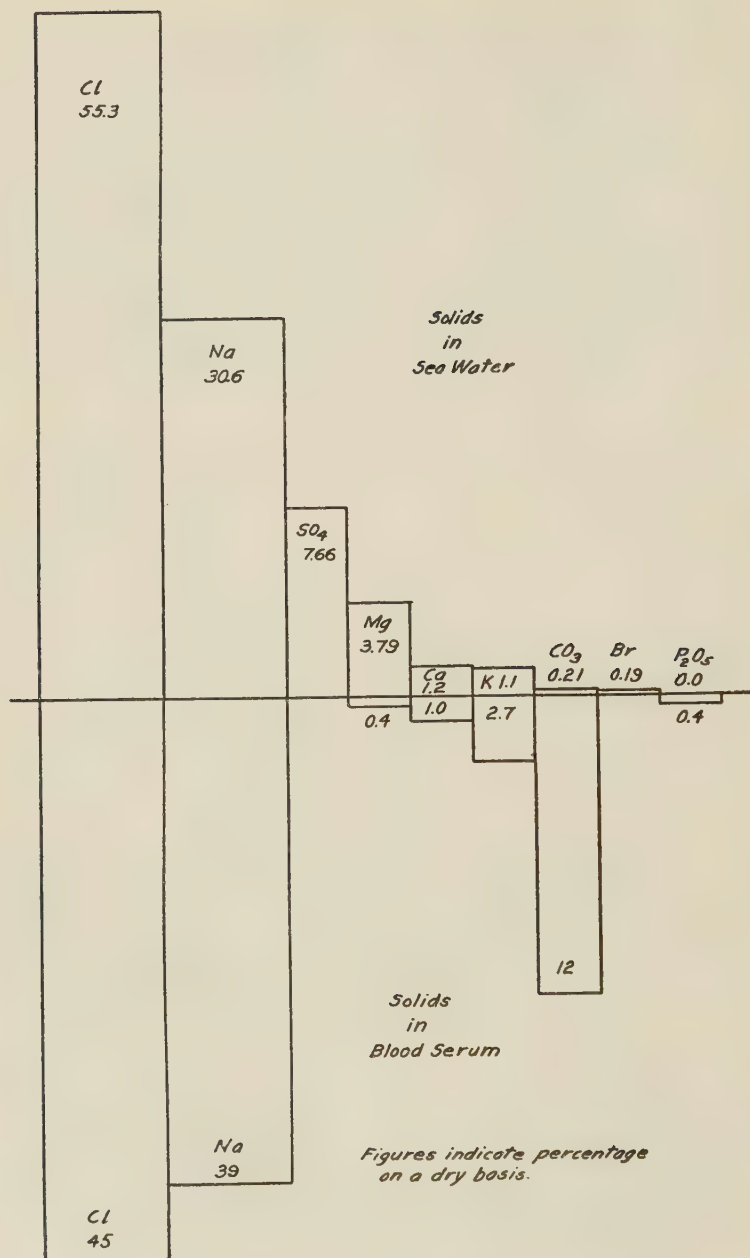 Cl
55.3
Na
30.6
Solids
in
Sea Water
SO4
7.66
Mg
3.79
Ca
1.2
K 1.1
CO3
0.21
Br
0.19
P2O5
0.0
0.4
1.0
2.7
0.4
12
Solids
in
Blood Serum
Na
39
Figures indicate percentage
on a dry basis.
Cl
45